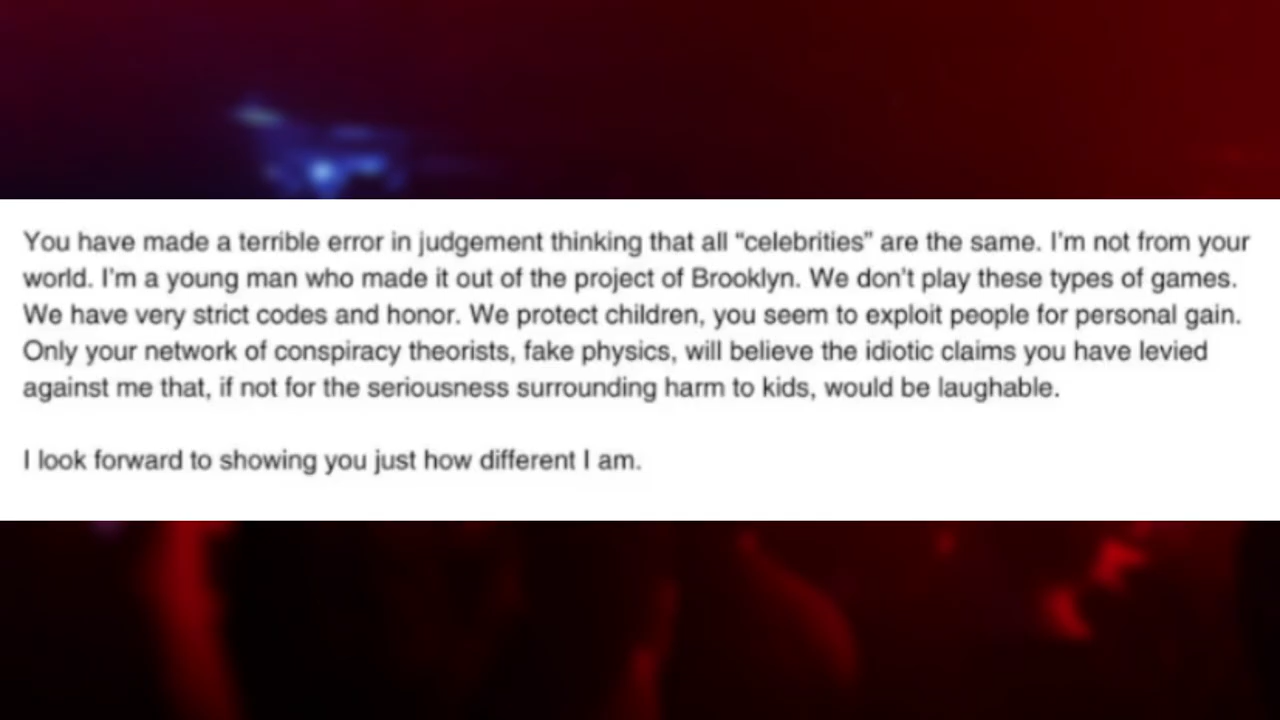 You have made a terrible error in judgement thinking that all “celebrities” are the same. I’m not from your
world. I’m a young man who made it out of the project of Brooklyn. We don’t play these types of games.
We have very strict codes and honor. We protect children, you seem to exploit people for personal gain.
Only your network of conspiracy theorists, fake physics, will believe the idiotic claims you have levied
against me that, if not for the seriousness surrounding harm to kids, would be laughable.
I look forward to showing you just how different I am.